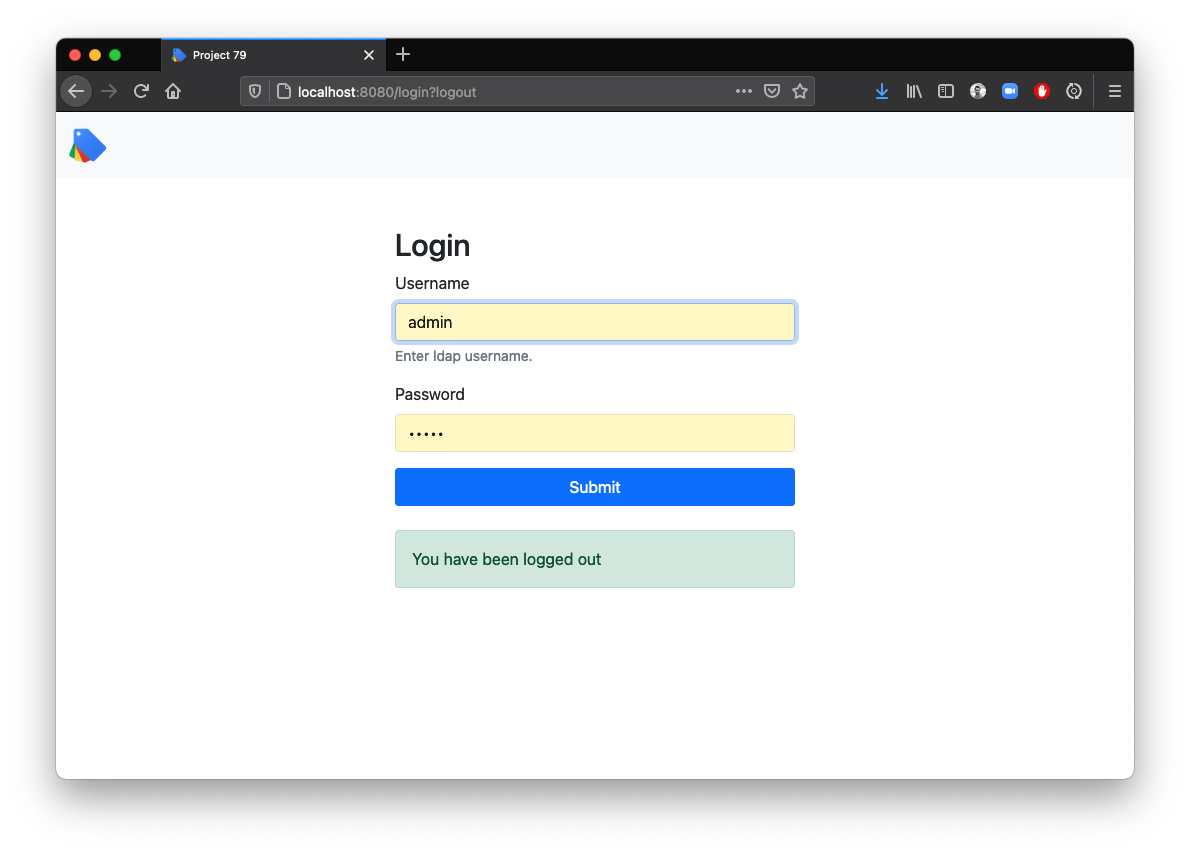 Project 79
localhost:8080/login?logout
Login
Username
admin
Enter ldap username.
Password
•••••
Submit
You have been logged out